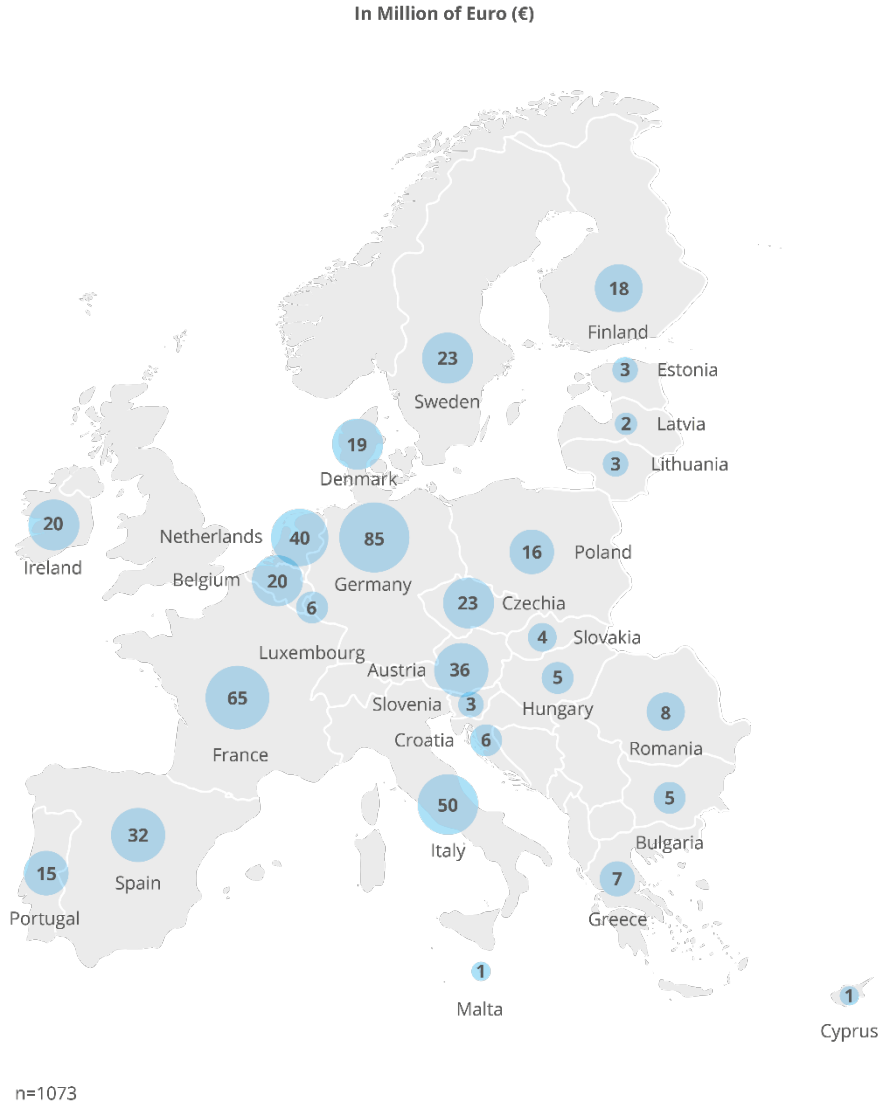 In Million of Euro (€)
18
Finland
23
Sweden
3 Estonia
2 Latvia
3 Lithuania
19
Denmark
20
Ireland
Netherlands 40
85
Germany
16 Poland
Belgium 20
6
Luxembourg
23 Czechia
4 Slovakia
Austria 36
5
Hungary
Slovenia 3
65
France
8
Romania
Croatia 6
5
Bulgaria
50
Italy
32
Spain
15
Portugal
7
Greece
1
Malta
1
Cyprus
n=1073